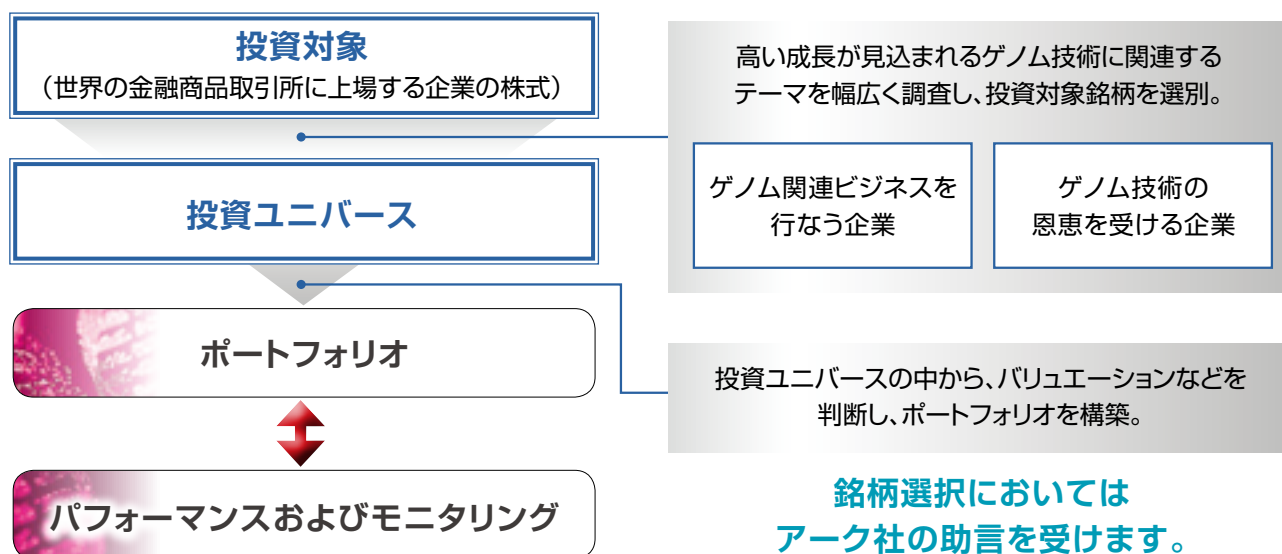 投資対象
（世界の金融商品取引所に上場する企業の株式）
投資ユニバース
ポートフォリオ
パフォーマンスおよびモニタリング
高い成長が見込まれるゲノム技術に関連する
テーマを幅広く調査し、投資対象銘柄を選別。
ゲノム関連ビジネスを
行なう企業
ゲノム技術の
恩恵を受ける企業
投資ユニバースの中から、バリュエーションなどを
判断し、ポートフォリオを構築。
銘柄選択においては
アーク社の助言を受けます。